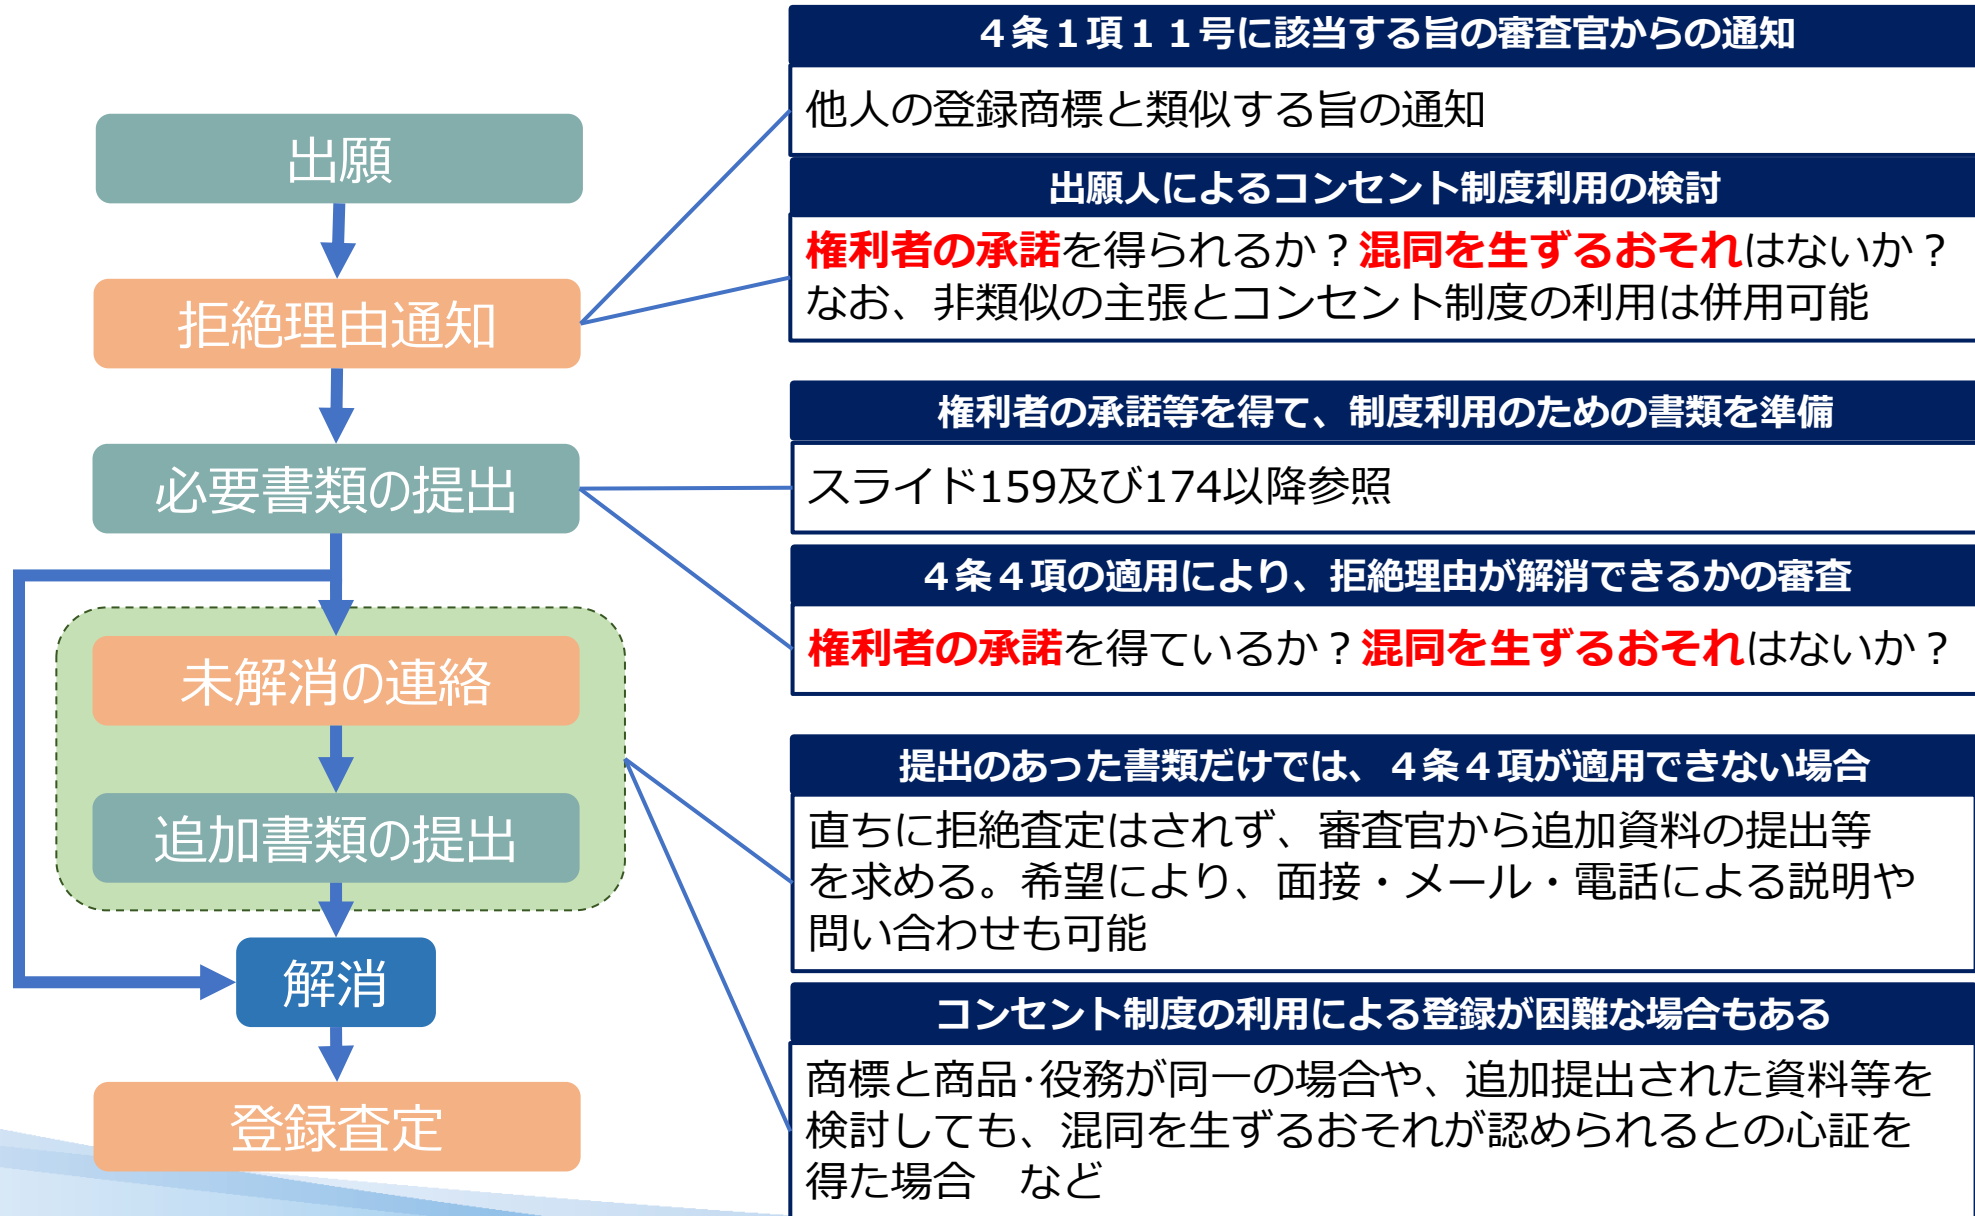 出願
拒絶理由通知
必要書類の提出
未解消の連絡
追加書類の提出
解消
登録査定
４条１項１１号に該当する旨の審査官からの通知
他人の登録商標と類似する旨の通知
出願人によるコンセント制度利用の検討
権利者の承諾を得られるか？混同を生ずるおそれはないか？
なお、非類似の主張とコンセント制度の利用は併用可能
権利者の承諾等を得て、制度利用のための書類を準備
スライド159及び174以降参照
４条４項の適用により、拒絶理由が解消できるかの審査
権利者の承諾を得ているか？混同を生ずるおそれはないか？
提出のあった書類だけでは、４条４項が適用できない場合
直ちに拒絶査定はされず、審査官から追加資料の提出等
を求める。希望により、面接・メール・電話による説明や
問い合わせも可能
コンセント制度の利用による登録が困難な場合もある
商標と商品･役務が同一の場合や、追加提出された資料等を
検討しても、混同を生ずるおそれが認められるとの心証を
得た場合　など